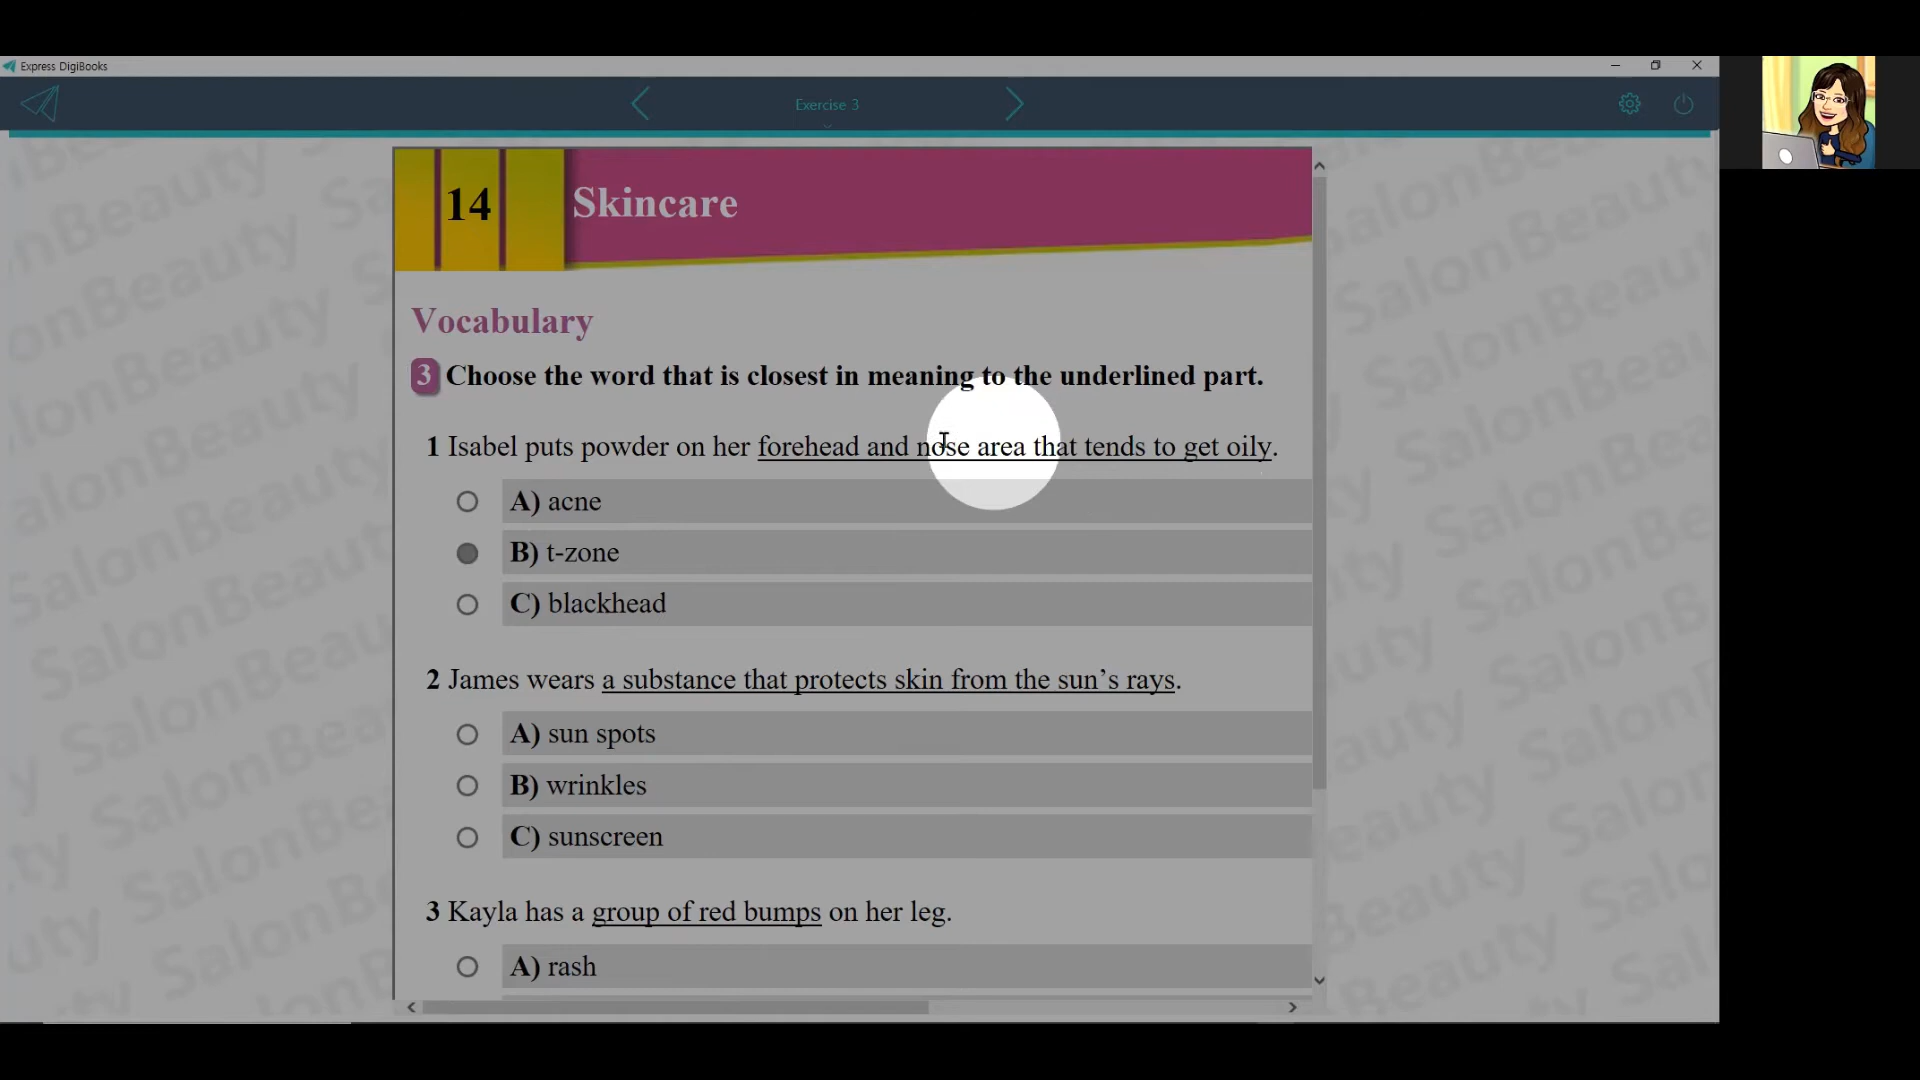 Express DigiBooks
Exercise 3
14 Skincare
Vocabulary
3 Choose the word that is closest in meaning to the underlined part.
1 Isabel puts powder on her forehead and nose area that tends to get oily.
A) acne
B) t-zone
C) blackhead
2 James wears a substance that protects skin from the sun’s rays.
A) sun spots
B) wrinkles
C) sunscreen
3 Kayla has a group of red bumps on her leg.
A) rash
SalonBeauty SalonBeauty SalonBeauty